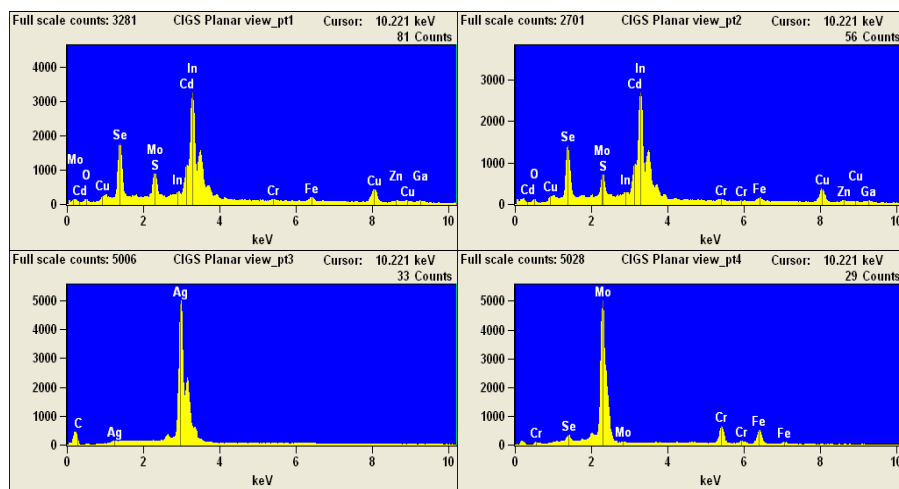 Full scale counts: 3281 CIGS Planar view_pt1 Cursor: 10.221 keV
81 Counts
4000
3000
2000
1000
0
Mo
O
Cd
Cu
Se
Mo
S
In
In
Cd
Cr
Fe
Cu
Zn
Ga
Cu
0 2 4 6 8 10
keV
Full scale counts: 2701 CIGS Planar view_pt2 Cursor: 10.221 keV
56 Counts
3000
2000
1000
0
O
Cd
Cu
Se
Mo
S
In
In
Cd
Cr
Cr
Fe
Cu
Cu
Zn
Ga
0 2 4 6 8 10
keV
Full scale counts: 5006 CIGS Planar view_pt3 Cursor: 10.221 keV
33 Counts
5000
4000
3000
2000
1000
0
C
Ag
Ag
0 2 4 6 8 10
keV
Full scale counts: 5028 CIGS Planar view_pt4 Cursor: 10.221 keV
29 Counts
5000
4000
3000
2000
1000
0
Cr
Se
Mo
Mo
Cr
Cr
Fe
Fe
0 2 4 6 8 10
keV